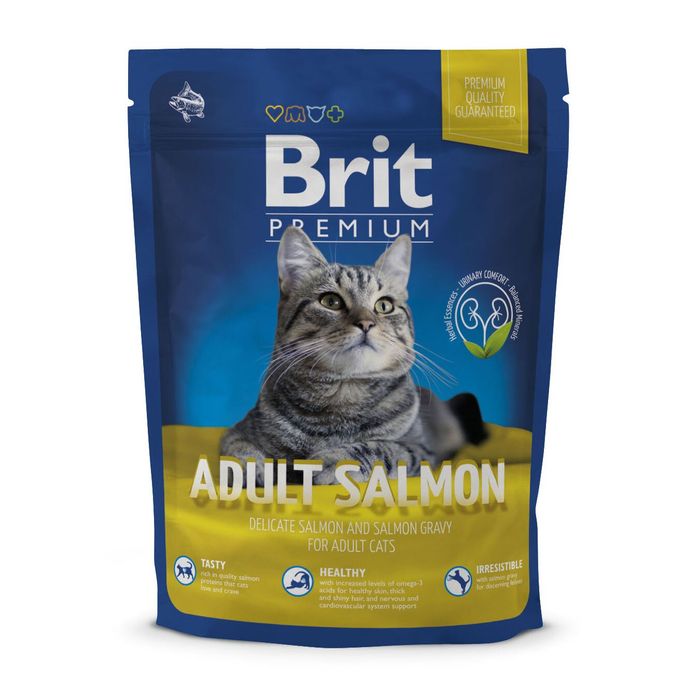 PREMIUM
QUALITY
GUARANTEED
Brit
PREMIUM
Herbal Essences - URINARY COMFORT - Balanced Minerals
ADULT SALMON
DELICATE SALMON AND SALMON GRAVY
FOR ADULT CATS
TASTY
rich in quality salmon
proteins that cats
love and crave
HEALTHY
with increased levels of omega-3
acids for healthy skin, thick
and shiny hair, and nervous and
cardiovascular system support
IRRESISTIBLE
with salmon gravy
for discerning felines